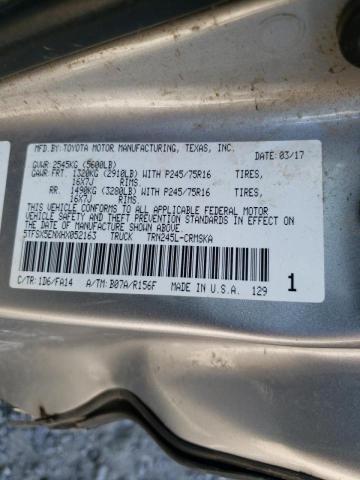 MFD.BY:TOYOTA MOTOR MANUFACTURING, TEXAS, INC. DATE: 03/17
GVWR: 2545KG (5600LB)
GAWR: FRT. 1320KG (2910LB) WITH P245/75R16 TIRES,
16X7J RIMS.
RR. 1490KG (3280LB) WITH P245/75R16 TIRES,
16X7J RIMS.
THIS VEHICLE CONFORMS TO ALL APPLICABLE FEDERAL MOTOR
VEHICLE SAFETY AND THEFT PREVENTION STANDARDS IN EFFECT ON
THE DATE OF MANUFACTURE SHOWN ABOVE.
5TFSX5ENXHX052163 TRUCK TRN245L-CRMSKA
C/TR: 1D6/FA14 A/TM: B07A/R156F MADE IN U.S.A. 129 1